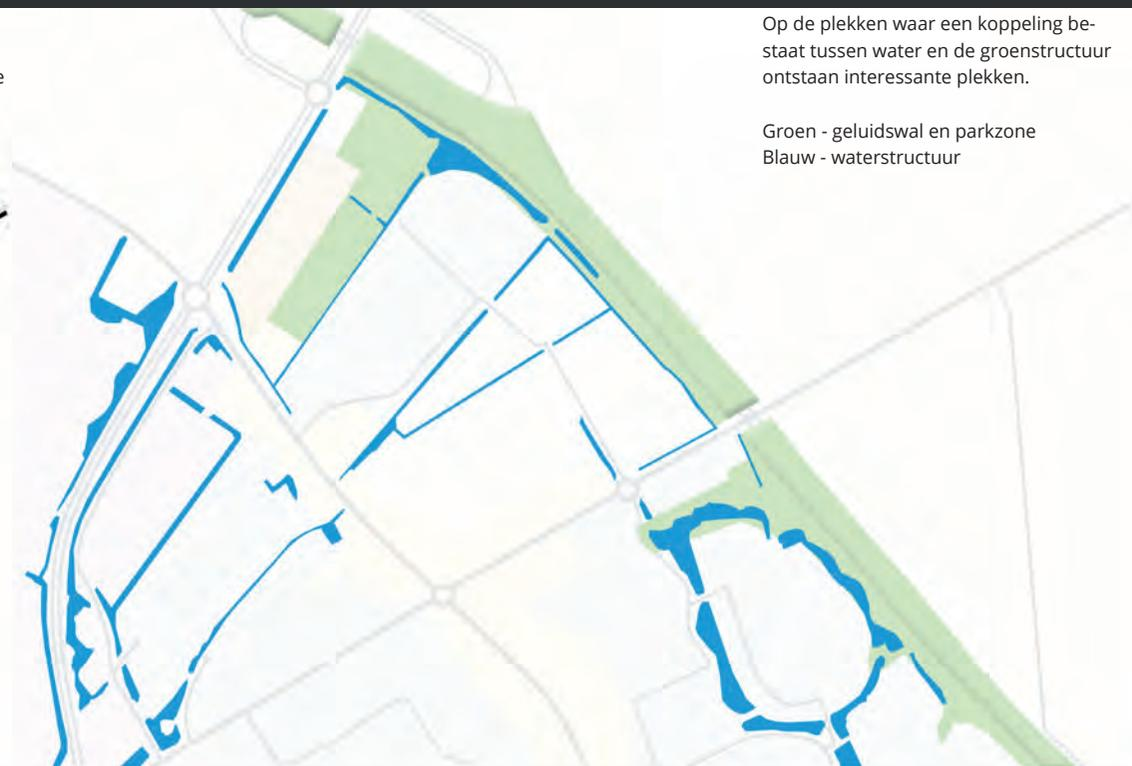 Op de plekken waar een koppeling be-
staat tussen water en de groenstructuur
ontstaan interessante plekken.
Groen - geluidswal en parkzone
Blauw - waterstructuur
e